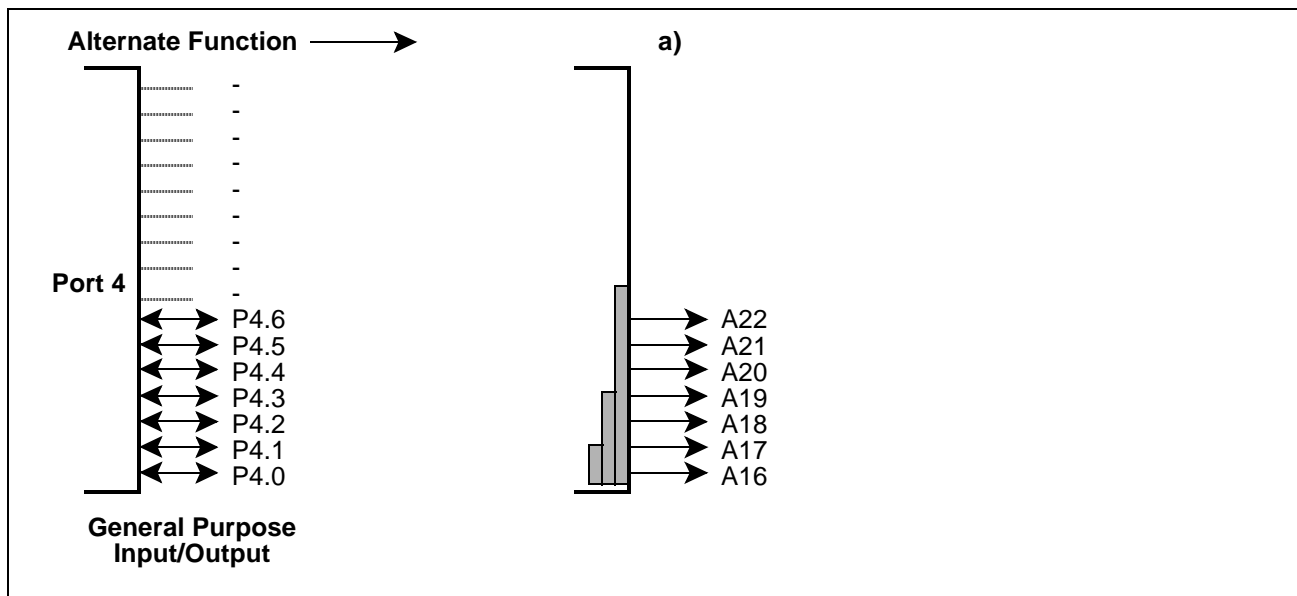 Alternate Function a)
-
-
-
-
-
-
-
-
-
Port 4
P4.6 A22
P4.5 A21
P4.4 A20
P4.3 A19
P4.2 A18
P4.1 A17
P4.0 A16
General Purpose
Input/Output